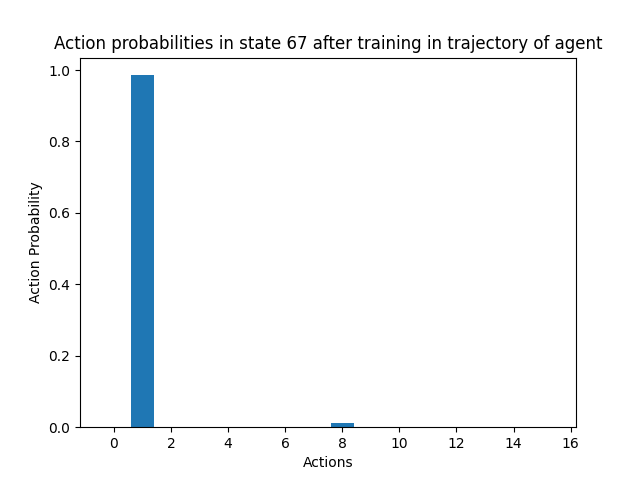 Action probabilities in state 67 after training in trajectory of agent
1.0
0.8
0.6
0.4
0.2
0.0
Action Probability
0 2 4 6 8 10 12 14 16
Actions